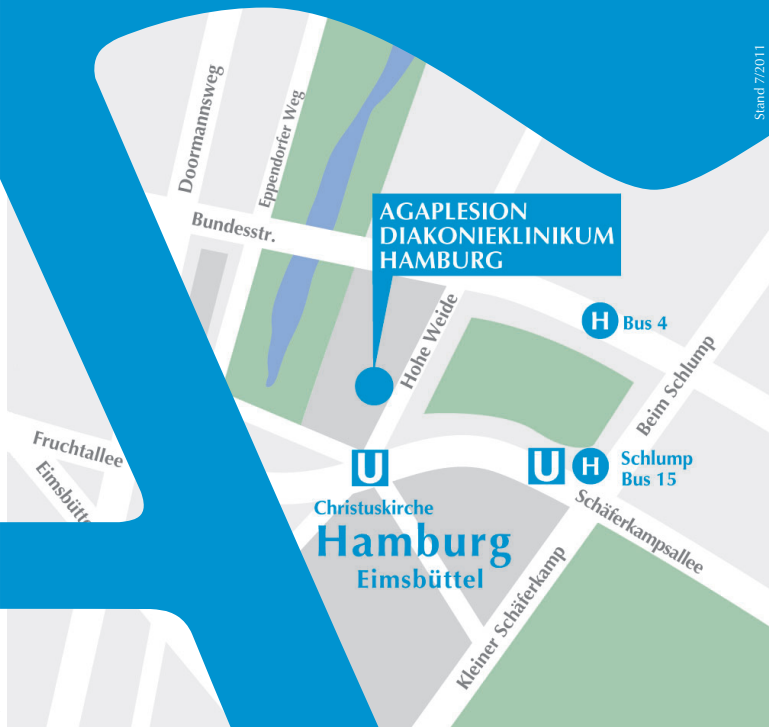 Stand 7/2011
Doormannsweg
Eppendorfer Weg
Bundesstr.
AGAPLESION
DIAKONIEKLINIKUM
HAMBURG
Hohe Weide
H Bus 4
Beim Schlump
Fruchtallee
Eimsbütte
U
U H Schlump
Bus 15
Christuskirche
Hamburg
Eimsbüttel
Schäferkampsallee
Kleiner Schäferkamp